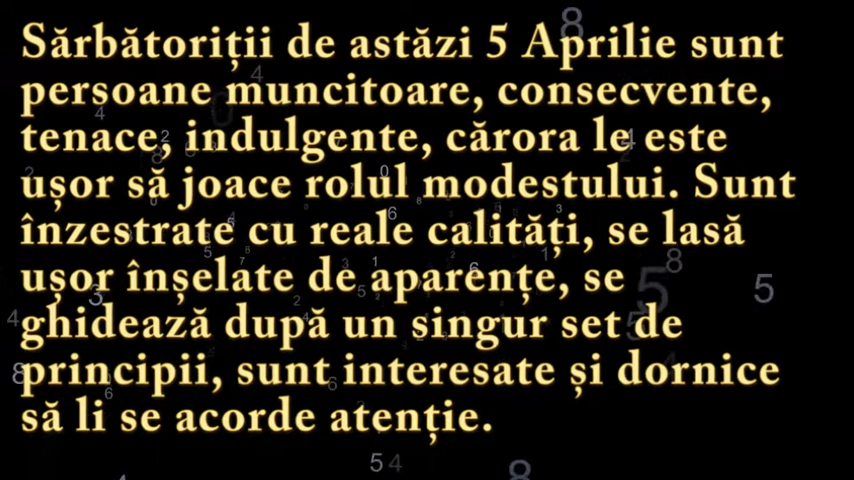 Sărbătoriții de astăzi 5 Aprilie sunt
persoane muncitoare, consecvente,
tenace, indulgente, cărora le este
ușor să joace rolul modestului. Sunt
înzestrate cu reale calități, se lasă
ușor înșelate de aparențe, se
ghidează după un singur set de
principii, sunt interesate și dornice
să li se acorde atenție.